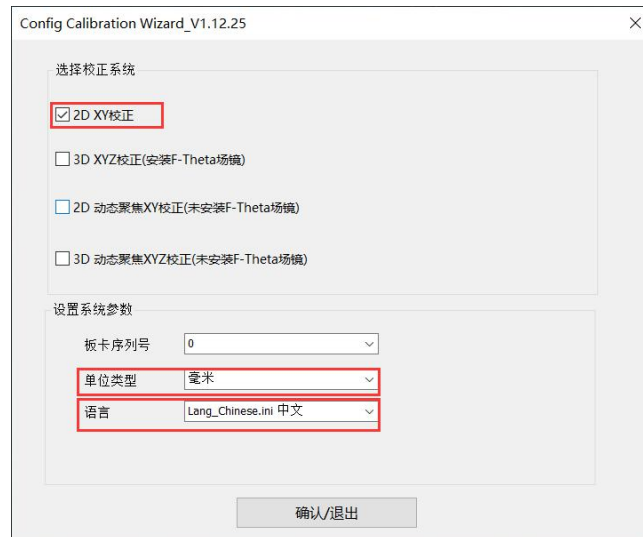 Config Calibration Wizard_V1.12.25
选择校正系统
2D XY校正
3D XYZ校正(安装F-Theta场镜)
2D 动态聚焦XY校正(未安装F-Theta场镜)
3D 动态聚焦XYZ校正(未安装F-Theta场镜)
设置系统参数
板卡序列号 0
单位类型 毫米
语言 Lang_Chinese.ini 中文
确认/退出